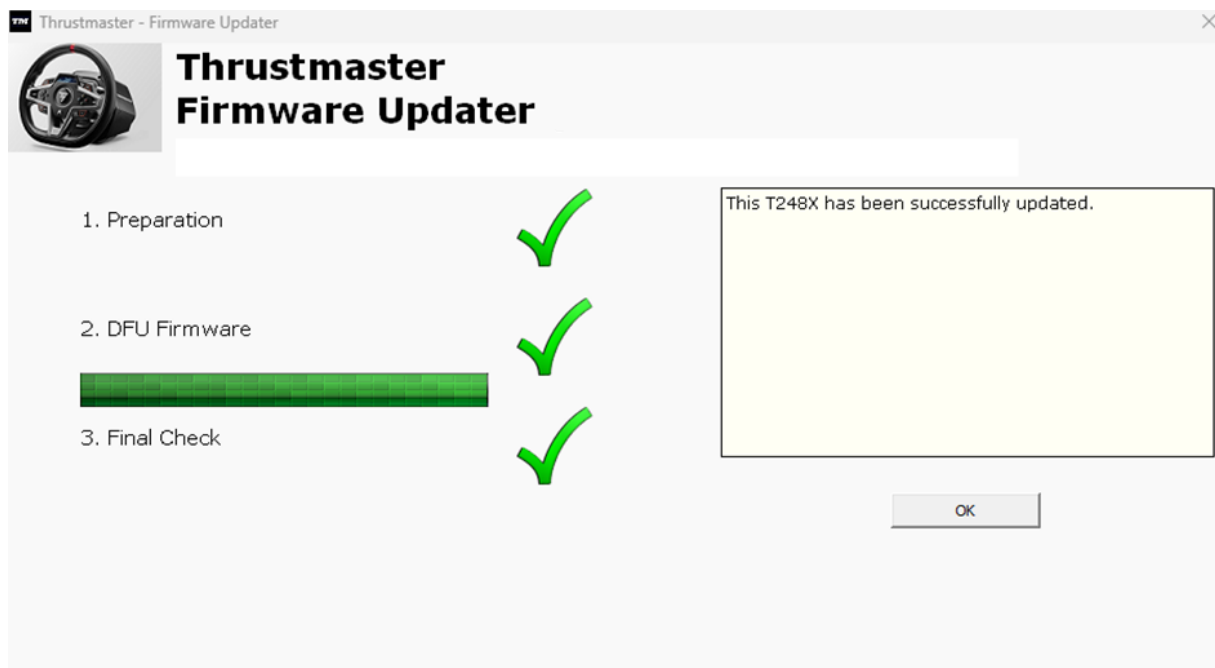 TM Thrustmaster - Firmware Updater
Thrustmaster
Firmware Updater
1. Preparation
2. DFU Firmware
3. Final Check
This T248X has been successfully updated.
OK